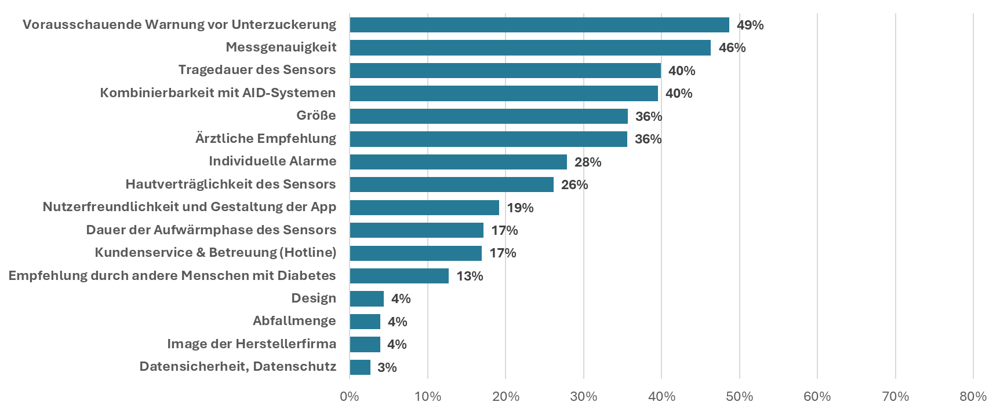 Vorausschauende Warnung vor Unterzuckerung 49%
Messgenauigkeit 46%
Tragedauer des Sensors 40%
Kombinierbarkeit mit AID-Systemen 40%
Größe 36%
Ärztliche Empfehlung 36%
Individuelle Alarme 28%
Hautverträglichkeit des Sensors 26%
Nutzerfreundlichkeit und Gestaltung der App 19%
Dauer der Aufwärmphase des Sensors 17%
Kundenservice & Betreuung (Hotline) 17%
Empfehlung durch andere Menschen mit Diabetes 13%
Design 4%
Abfallmenge 4%
Image der Herstellerfirma 4%
Datensicherheit, Datenschutz 3%
0% 10% 20% 30% 40% 50% 60% 70% 80%